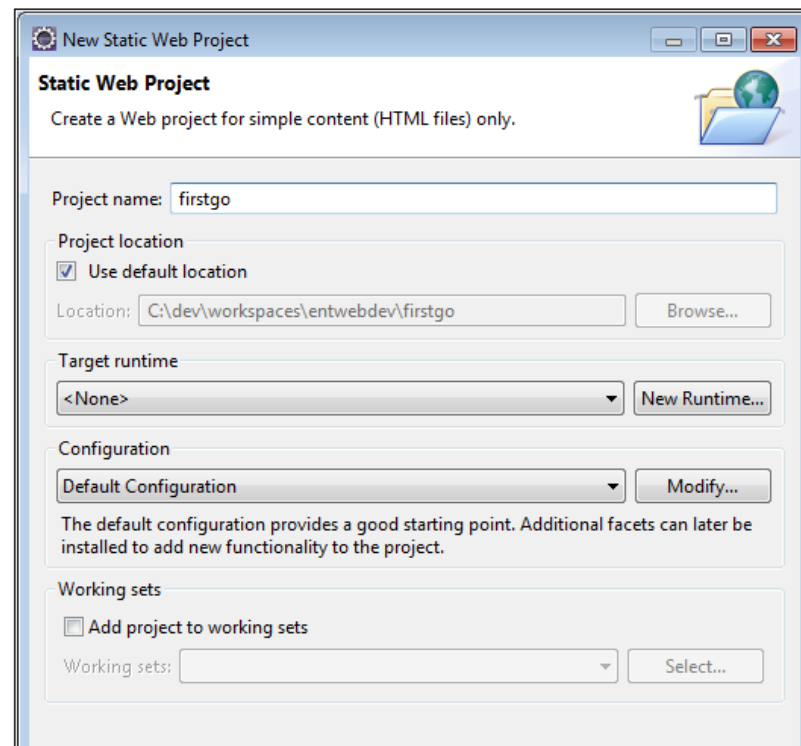 New Static Web Project
Static Web Project
Create a Web project for simple content (HTML files) only.
Project name: firstgo
Project location
Use default location
Location: C:\dev\workspaces\entwebdev\firstgo Browse...
Target runtime
<None> New Runtime...
Configuration
Default Configuration Modify...
The default configuration provides a good starting point. Additional facets can later be
installed to add new functionality to the project.
Working sets
Add project to working sets
Working sets: Select...